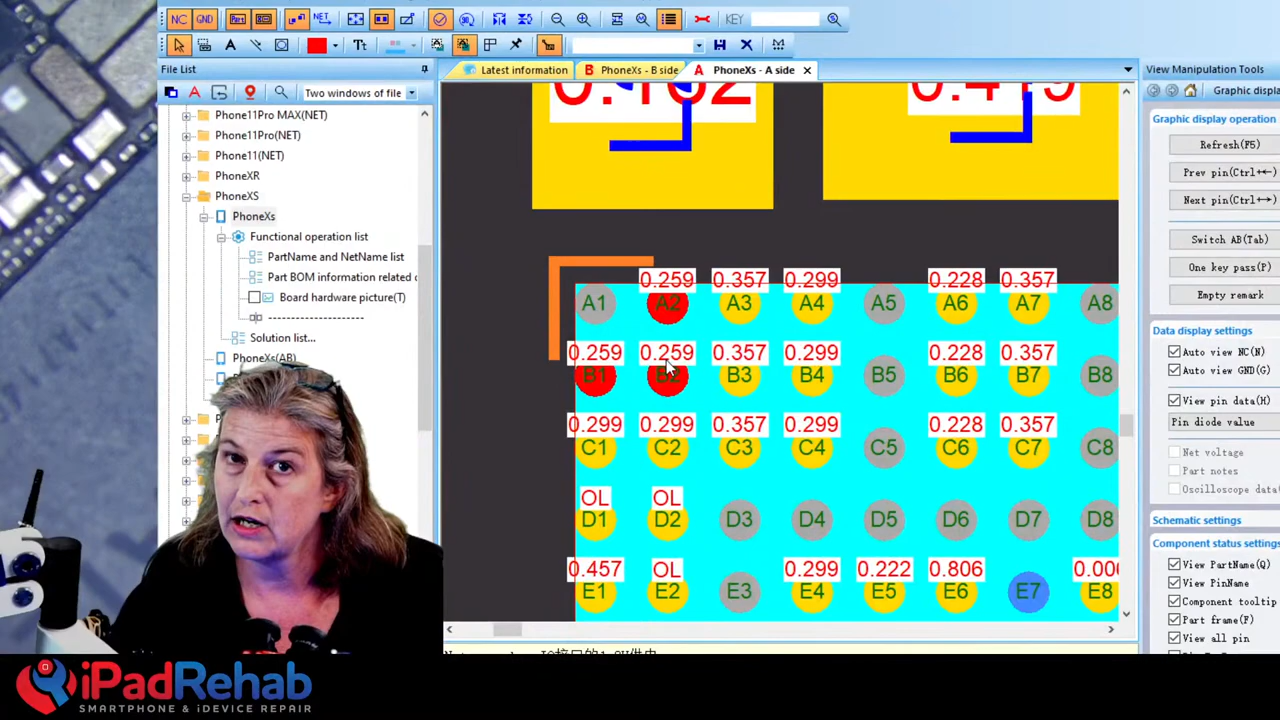 NC GND NET KEY
File List
Latest information
B PhoneXs - B side
A PhoneXs - A side
View Manipulation Tools
Two windows of file
Graphic displa
Phone11Pro MAX(NET)
Phone11Pro(NET)
Phone11(NET)
PhoneXR
PhoneXS
PhoneXs
Functional operation list
PartName and NetName list
Part BOM information related
Board hardware picture(T)
--------------------
Solution list...
PhoneXs(AB)
0.259 0.357 0.299 0.228 0.357
A1 A2 A3 A4 A5 A6 A7 A8
0.259 0.259 0.357 0.299 0.228 0.357
B1 B2 B3 B4 B5 B6 B7 B8
0.299 0.299 0.357 0.299 0.228 0.357
C1 C2 C3 C4 C5 C6 C7 C8
OL OL
D1 D2 D3 D4 D5 D6 D7 D8
0.457 OL 0.299 0.222 0.806 0.00
E1 E2 E3 E4 E5 E6 E7 E8
Graphic display operation
Refresh(F5)
Prev pin(Ctrl+←)
Next pin(Ctrl+→)
Switch AB(Tab)
One key pass(P)
Empty remark
Data display settings
Auto view NC(N)
Auto view GND(G)
View pin data(H)
Pin diode value
Net voltage
Part notes
Oscilloscope data(
Schematic settings
Component status settings
View PartName(Q)
View PinName
Component tooltip
Part frame(F)
View all pin
iPadRehab
SMARTPHONE & iDEVICE REPAIR